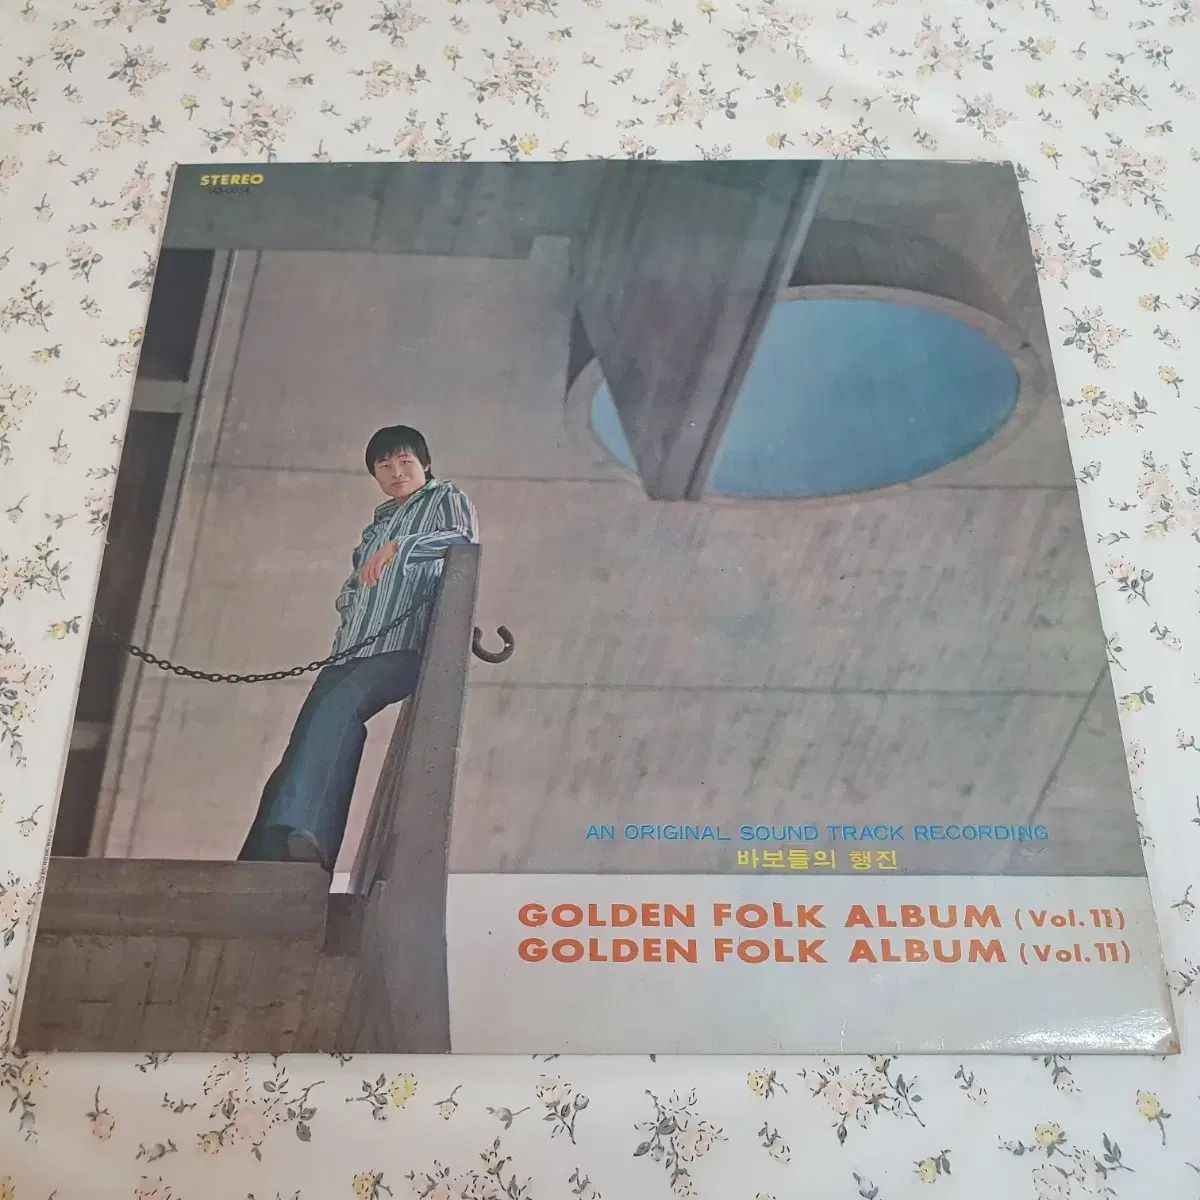 STEREO
AN ORIGINAL SOUND TRACK RECORDING
바보들의 행진
GOLDEN FOLK ALBUM (Vol.11)
GOLDEN FOLK ALBUM (Vol.11)